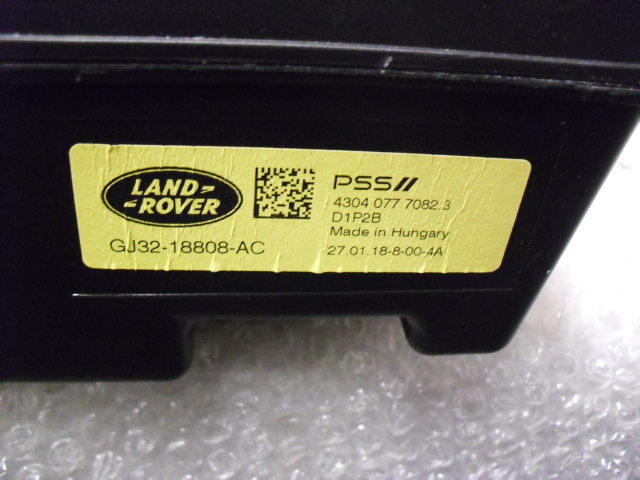 LAND-
-ROVER
GJ32-18808-AC
PSS//
4304 077 7082.3
D1P2B
Made in Hungary
27.01.18-8-00-4A